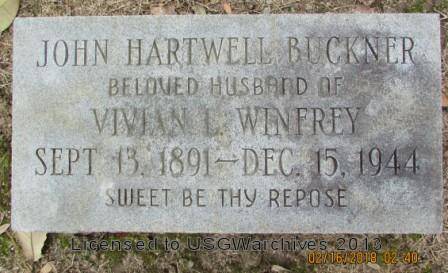 JOHN HARTWELL BUCKNER
BELOVED HUSBAND OF
VIVIAN L. WINFREY
SEPT. 13, 1891—DEC. 15, 1944
SWEET BE THY REPOSE
Licensed to USGWarchives 2013
02/16/2018 02:40